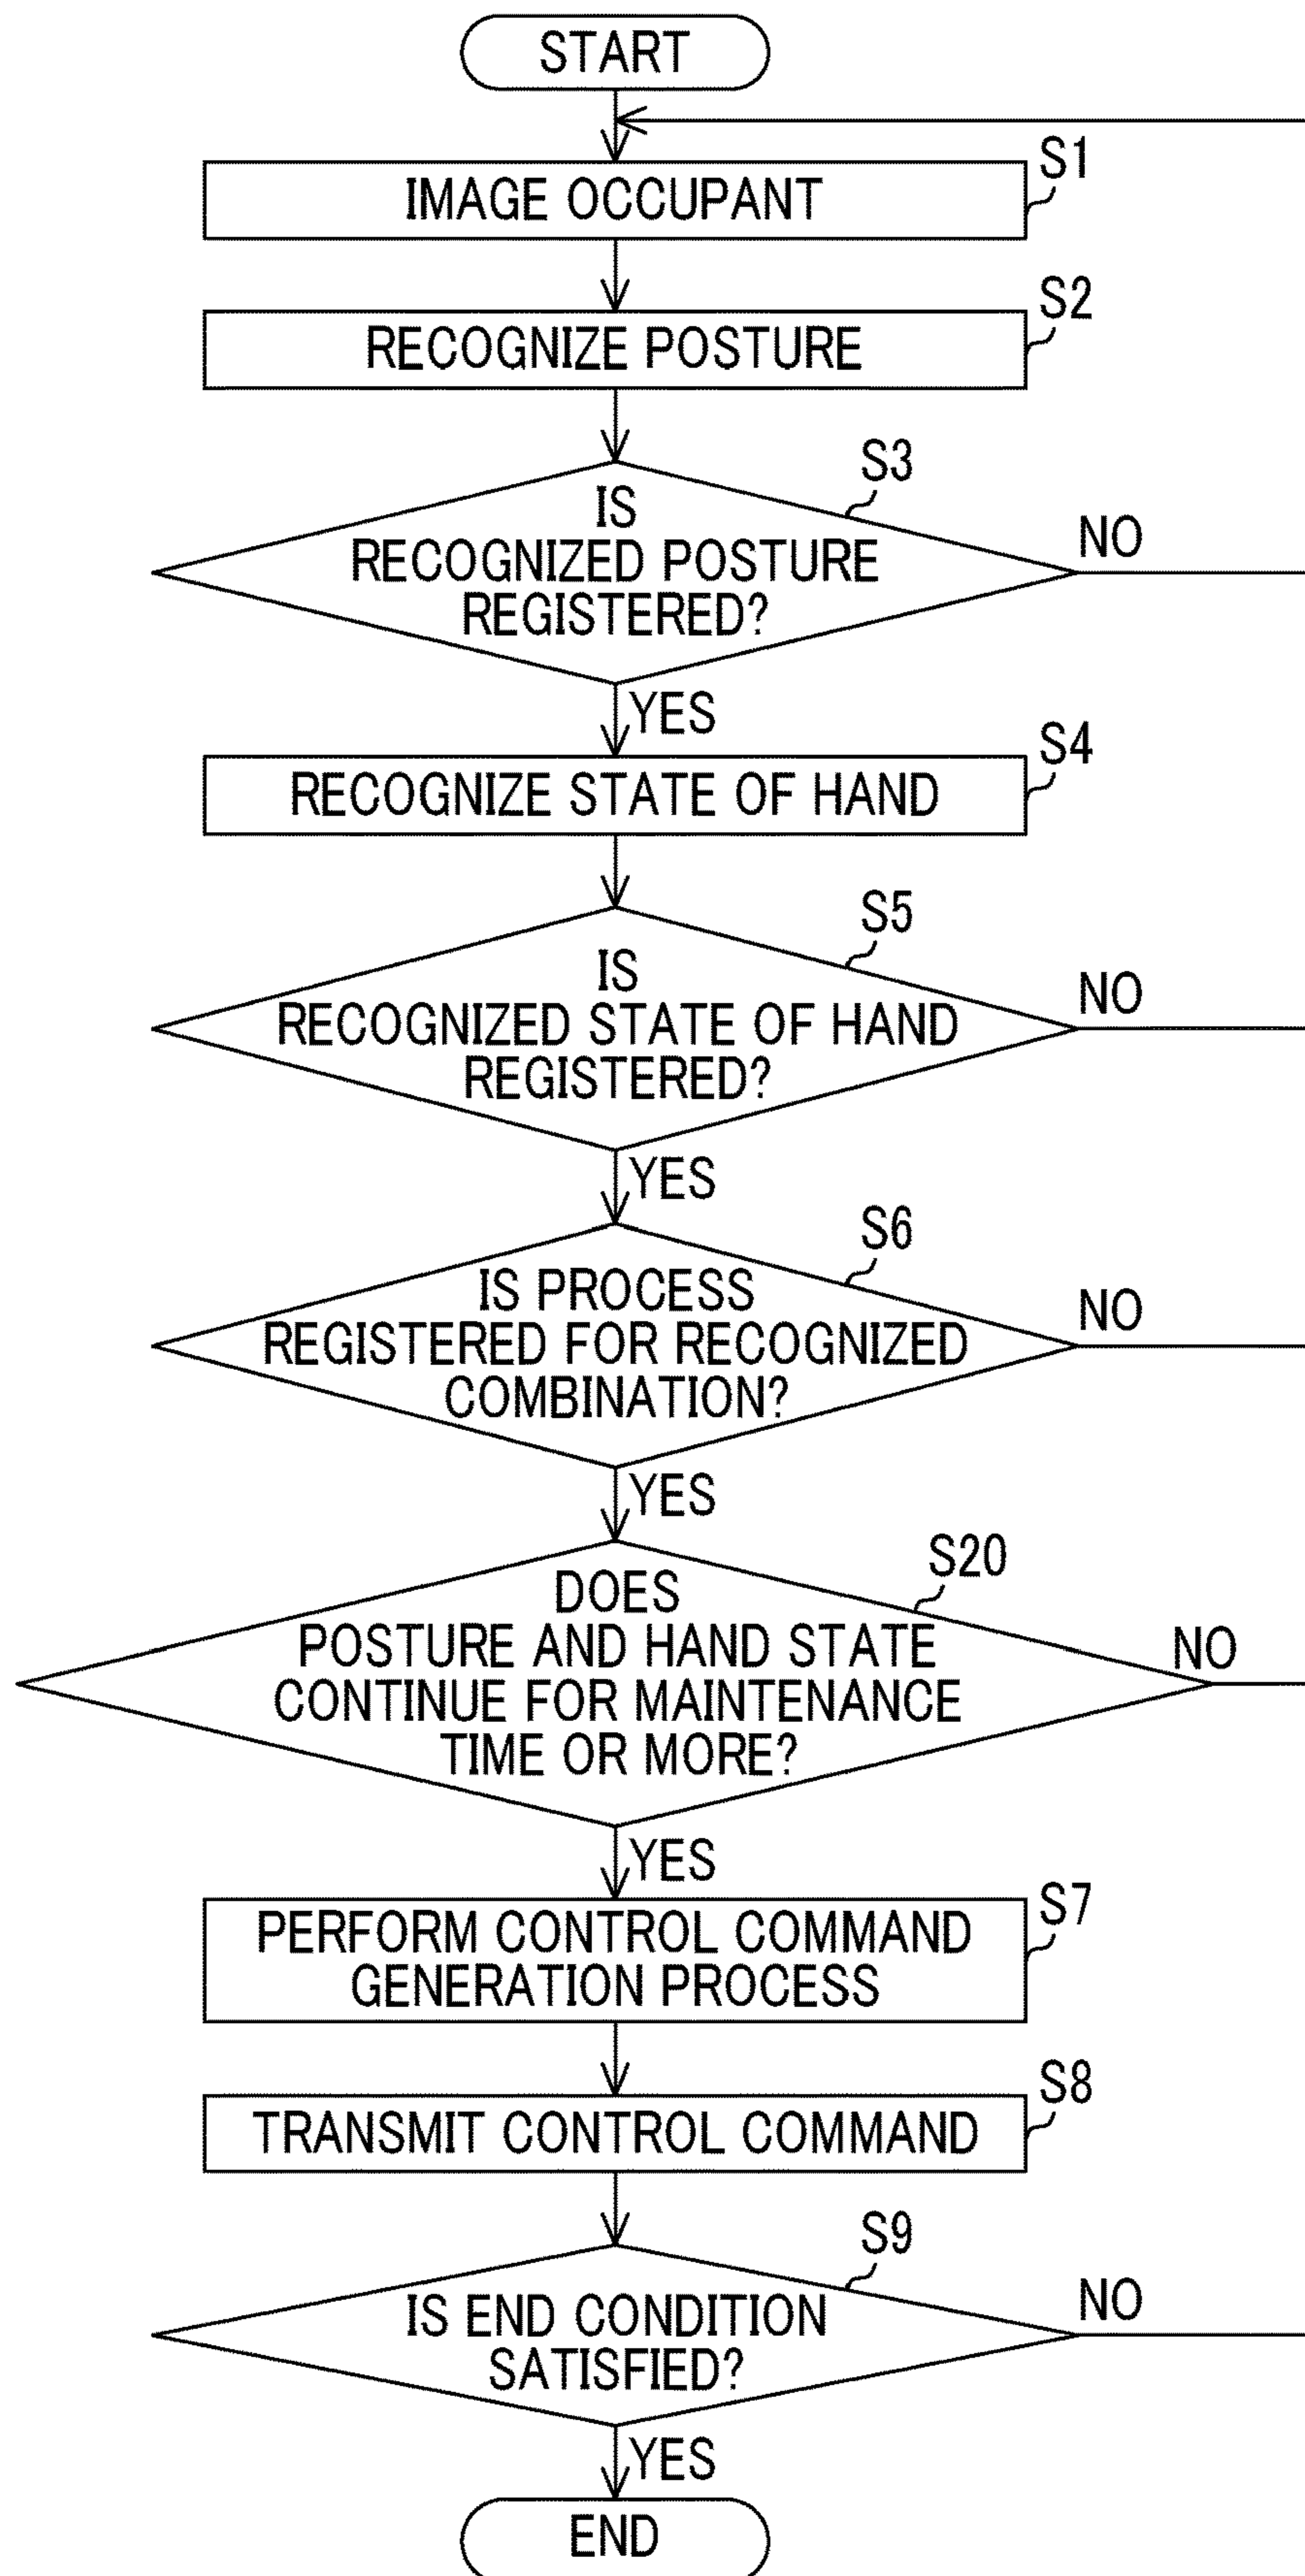 START
S1
IMAGE OCCUPANT
S2
RECOGNIZE POSTURE
S3
IS
RECOGNIZED POSTURE
REGISTERED?
NO
YES
S4
RECOGNIZE STATE OF HAND
S5
IS
RECOGNIZED STATE OF HAND
REGISTERED?
NO
YES
S6
IS PROCESS
REGISTERED FOR RECOGNIZED
COMBINATION?
NO
YES
S20
DOES
POSTURE AND HAND STATE
CONTINUE FOR MAINTENANCE
TIME OR MORE?
NO
YES
S7
PERFORM CONTROL COMMAND
GENERATION PROCESS
S8
TRANSMIT CONTROL COMMAND
S9
IS END CONDITION
SATISFIED?
NO
YES
END